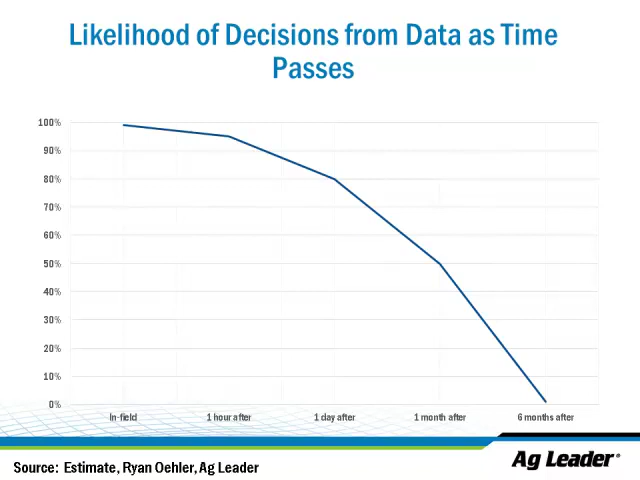 Likelihood of Decisions from Data as Time
Passes
100%
90%
80%
70%
60%
50%
40%
30%
20%
10%
0%
In-field 1 hour after 1 day after 1 month after 6 months after
Ag Leader®
Source: Estimate, Ryan Oehler, Ag Leader